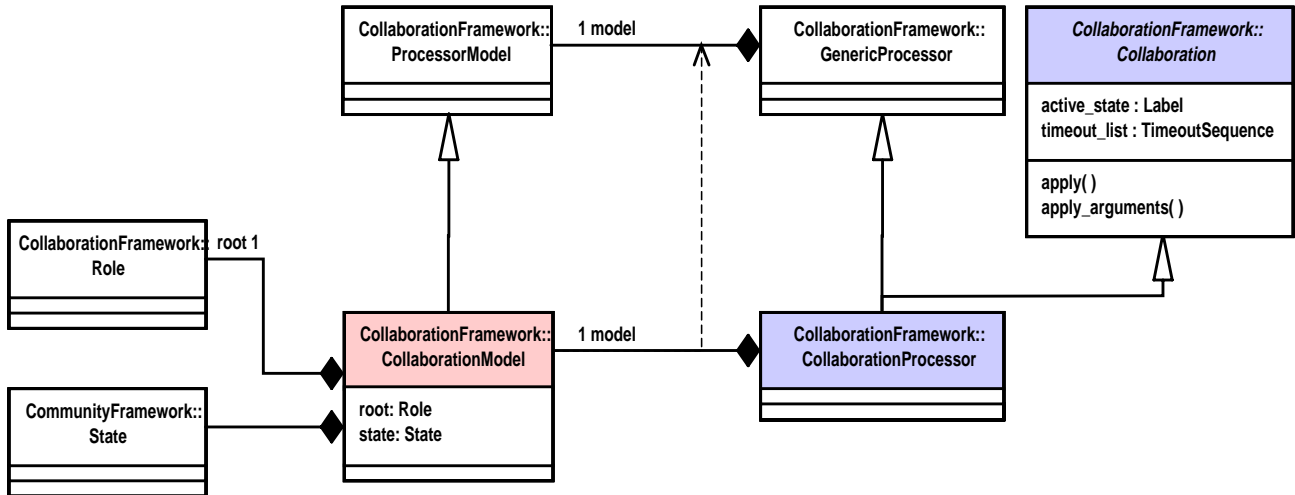 CollaborationFramework::
ProcessorModel
1 model
CollaborationFramework::
GenericProcessor
CollaborationFramework::
Collaboration
active_state : Label
timeout_list : TimeoutSequence
apply( )
apply_arguments( )
CollaborationFramework::
Role
root 1
CollaborationFramework::
CollaborationModel
root: Role
state: State
1 model
CollaborationFramework::
CollaborationProcessor
CommunityFramework::
State